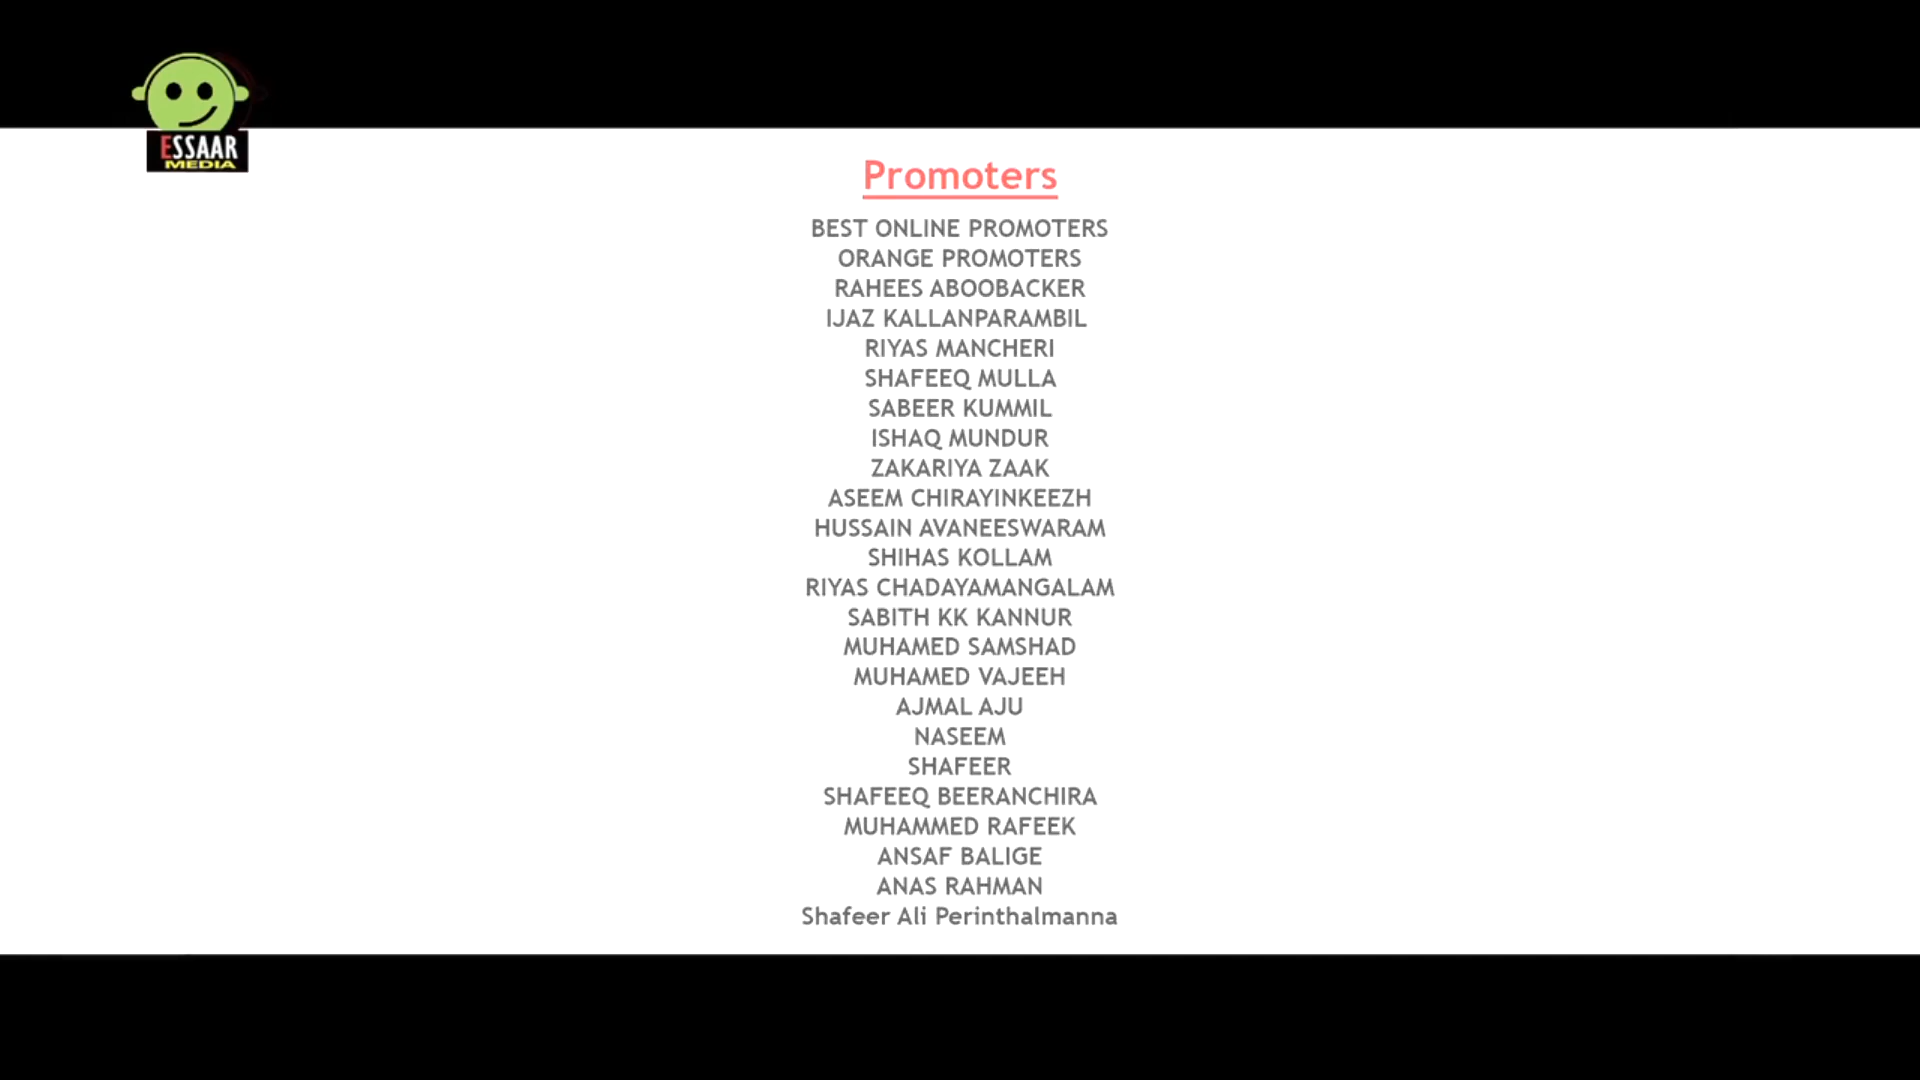 ESSAAR
MEDIA
Promoters
BEST ONLINE PROMOTERS
ORANGE PROMOTERS
RAHEES ABOOBACKER
IJAZ KALLANPARAMBIL
RIYAS MANCHERI
SHAFEEQ MULLA
SABEER KUMMIL
ISHAQ MUNDUR
ZAKARIYA ZAAK
ASEEM CHIRAYINKEEZH
HUSSAIN AVANEESWARAM
SHIHAS KOLLAM
RIYAS CHADAYAMANGALAM
SABITH KK KANNUR
MUHAMED SAMSHAD
MUHAMED VAJEEH
AJMAL AJU
NASEEM
SHAFEER
SHAFEEQ BEERANCHIRA
MUHAMMED RAFEEK
ANSAF BALIGE
ANAS RAHMAN
Shafeer Ali Perinthalmanna